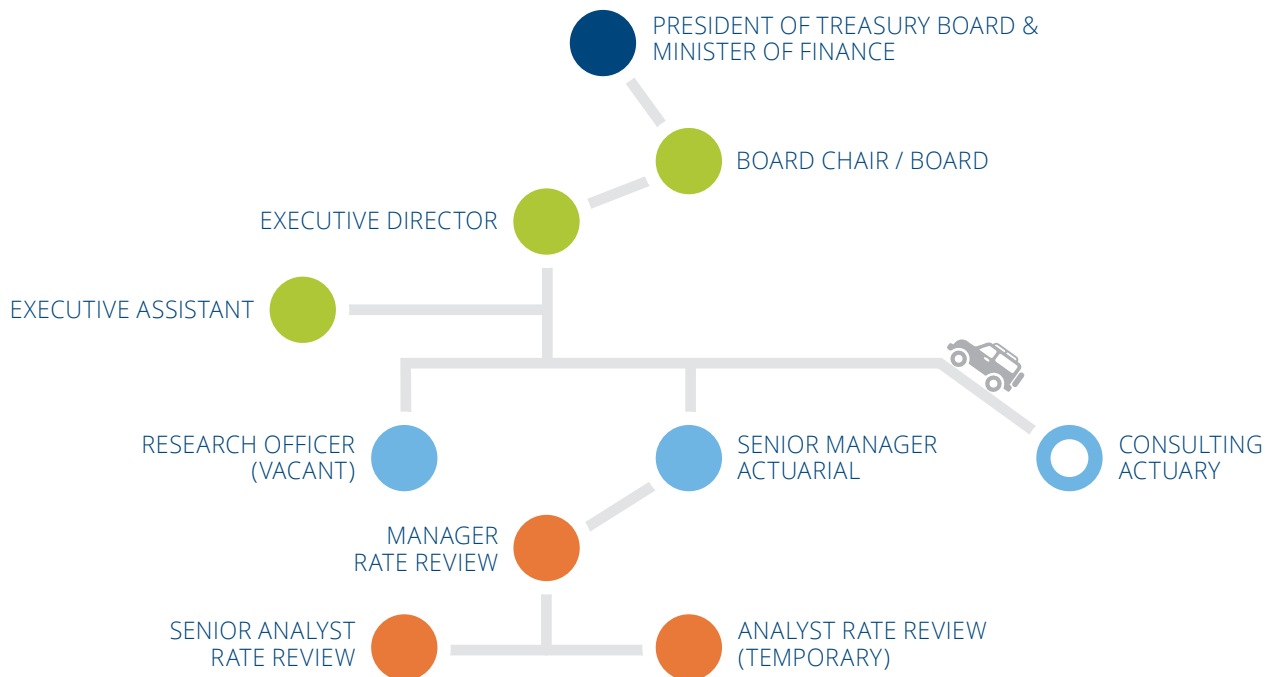 PRESIDENT OF TREASURY BOARD &
MINISTER OF FINANCE
BOARD CHAIR / BOARD
EXECUTIVE DIRECTOR
EXECUTIVE ASSISTANT
RESEARCH OFFICER
(VACANT)
SENIOR MANAGER
ACTUARIAL
CONSULTING
ACTUARY
MANAGER
RATE REVIEW
SENIOR ANALYST
RATE REVIEW
ANALYST RATE REVIEW
(TEMPORARY)